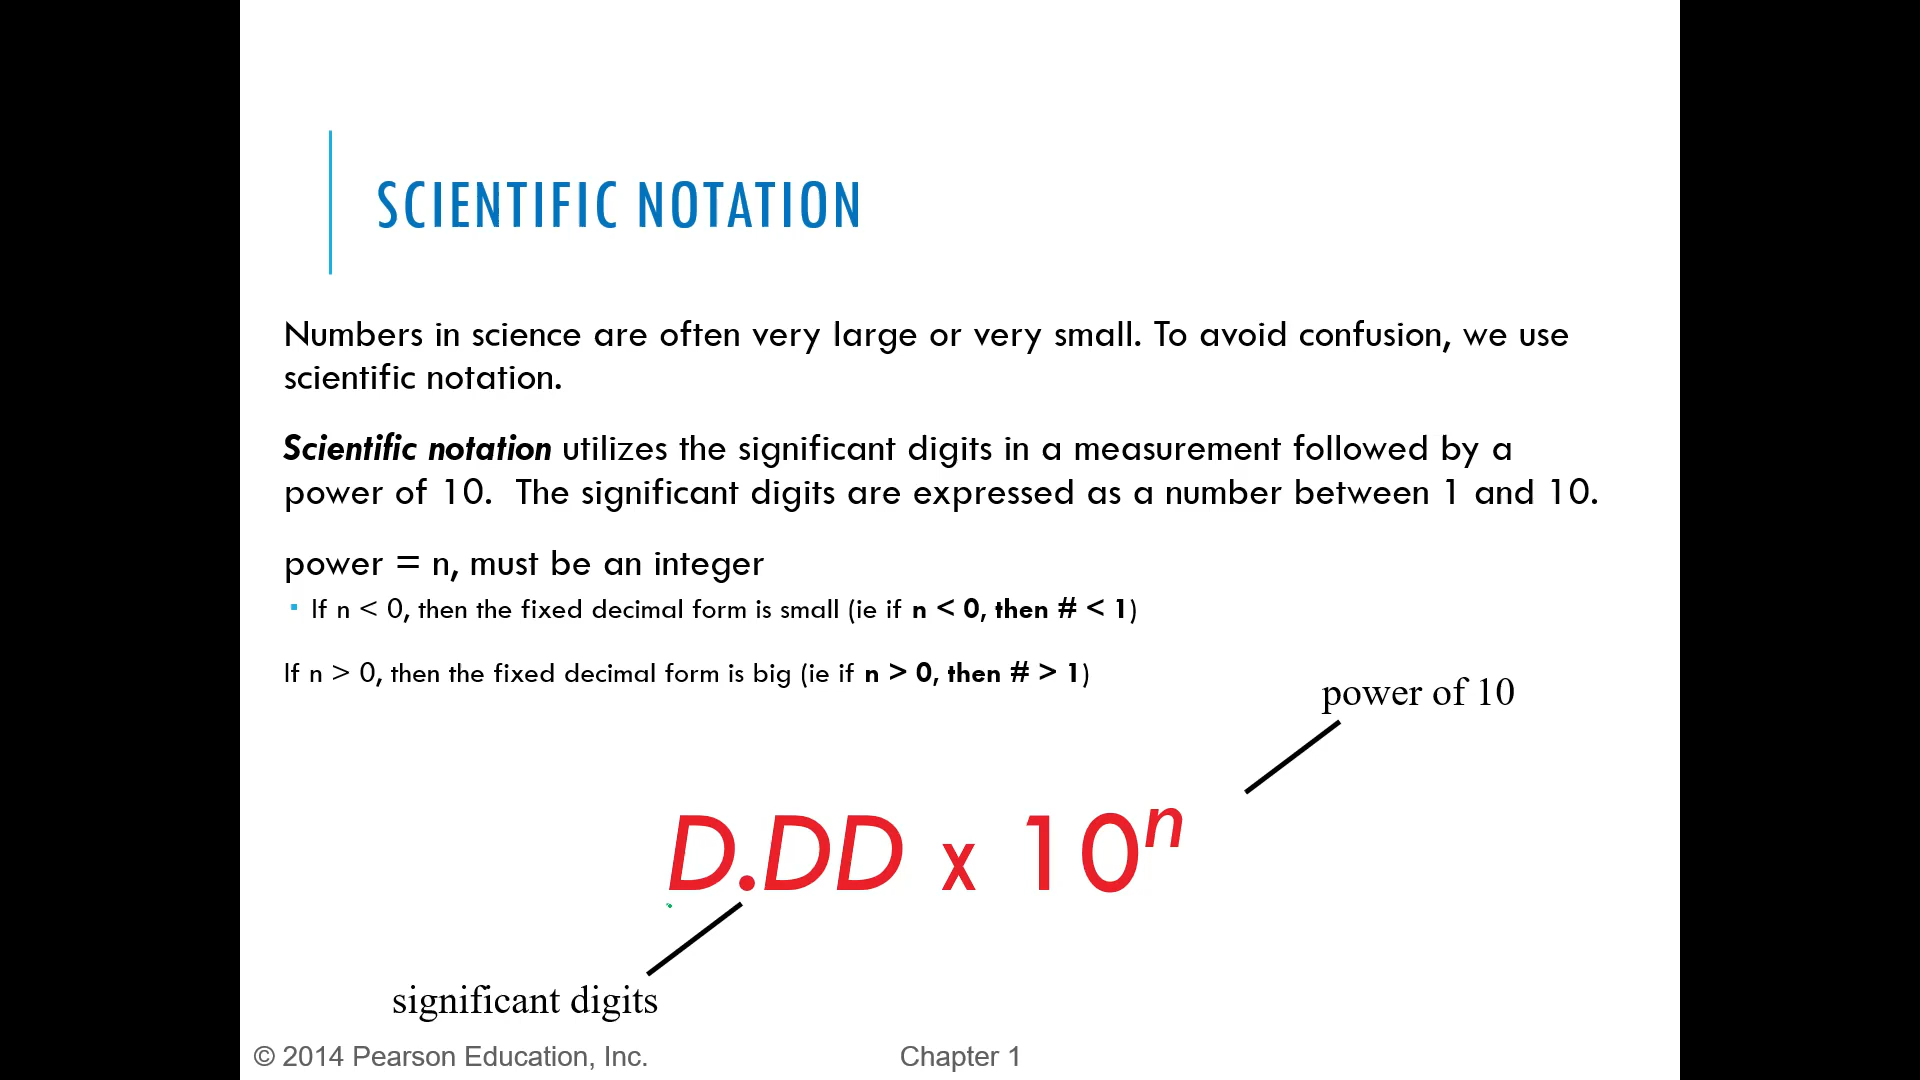 SCIENTIFIC NOTATION
Numbers in science are often very large or very small. To avoid confusion, we use
scientific notation.
Scientific notation utilizes the significant digits in a measurement followed by a
power of 10.  The significant digits are expressed as a number between 1 and 10.
power = n, must be an integer
▪ If n < 0, then the fixed decimal form is small (ie if n < 0, then # < 1)
If n > 0, then the fixed decimal form is big (ie if n > 0, then # > 1)
power of 10
D.DD x 10ⁿ
significant digits
© 2014 Pearson Education, Inc. Chapter 1